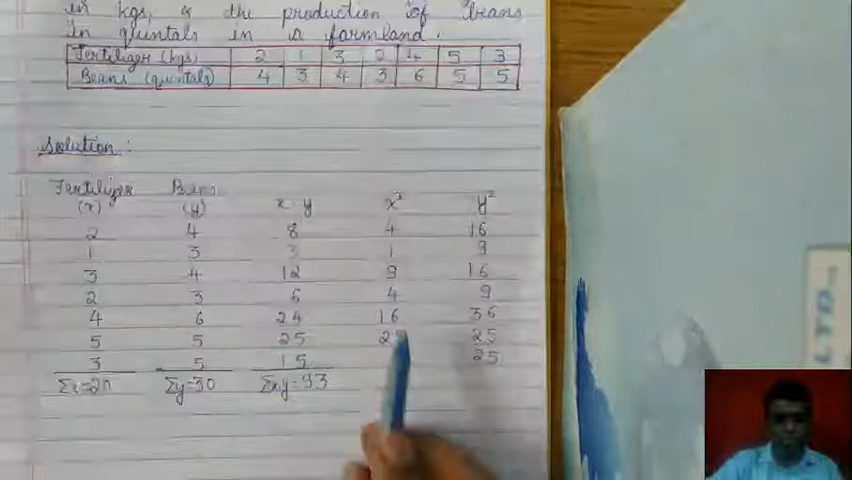 in kgs, & the production of beans
in quintals in a farmland.
Fertilizer (kgs) 2 1 3 2 4 5 3
Beans (quintals) 4 3 4 3 6 5 5
Solution :
Fertilizer Beans
(x) (y) x y x² y²
2 4 8 4 16
1 3 3 1 9
3 4 12 9 16
2 3 6 4 9
4 6 24 16 36
5 5 25 25
3 5 15 25
Σx=20 Σy=30 Σxy=93
LTD.